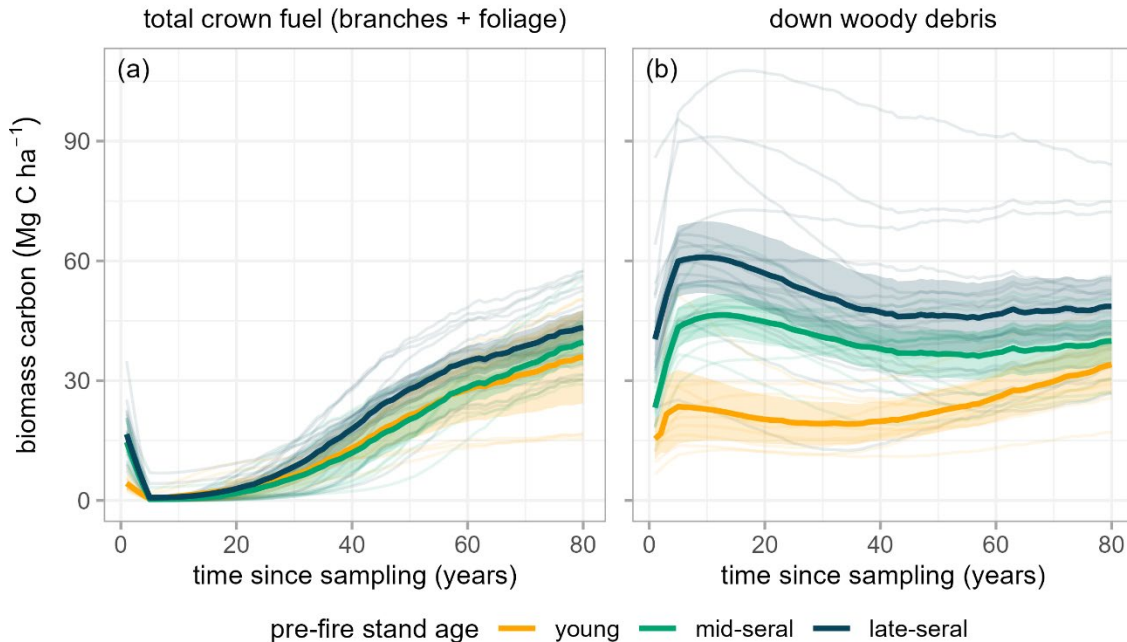 total crown fuel (branches + foliage)
down woody debris
(a)
(b)
biomass carbon (Mg C ha⁻¹)
90
60
30
0
0 20 40 60 80
0 20 40 60 80
time since sampling (years)
time since sampling (years)
pre-fire stand age young mid-seral late-seral